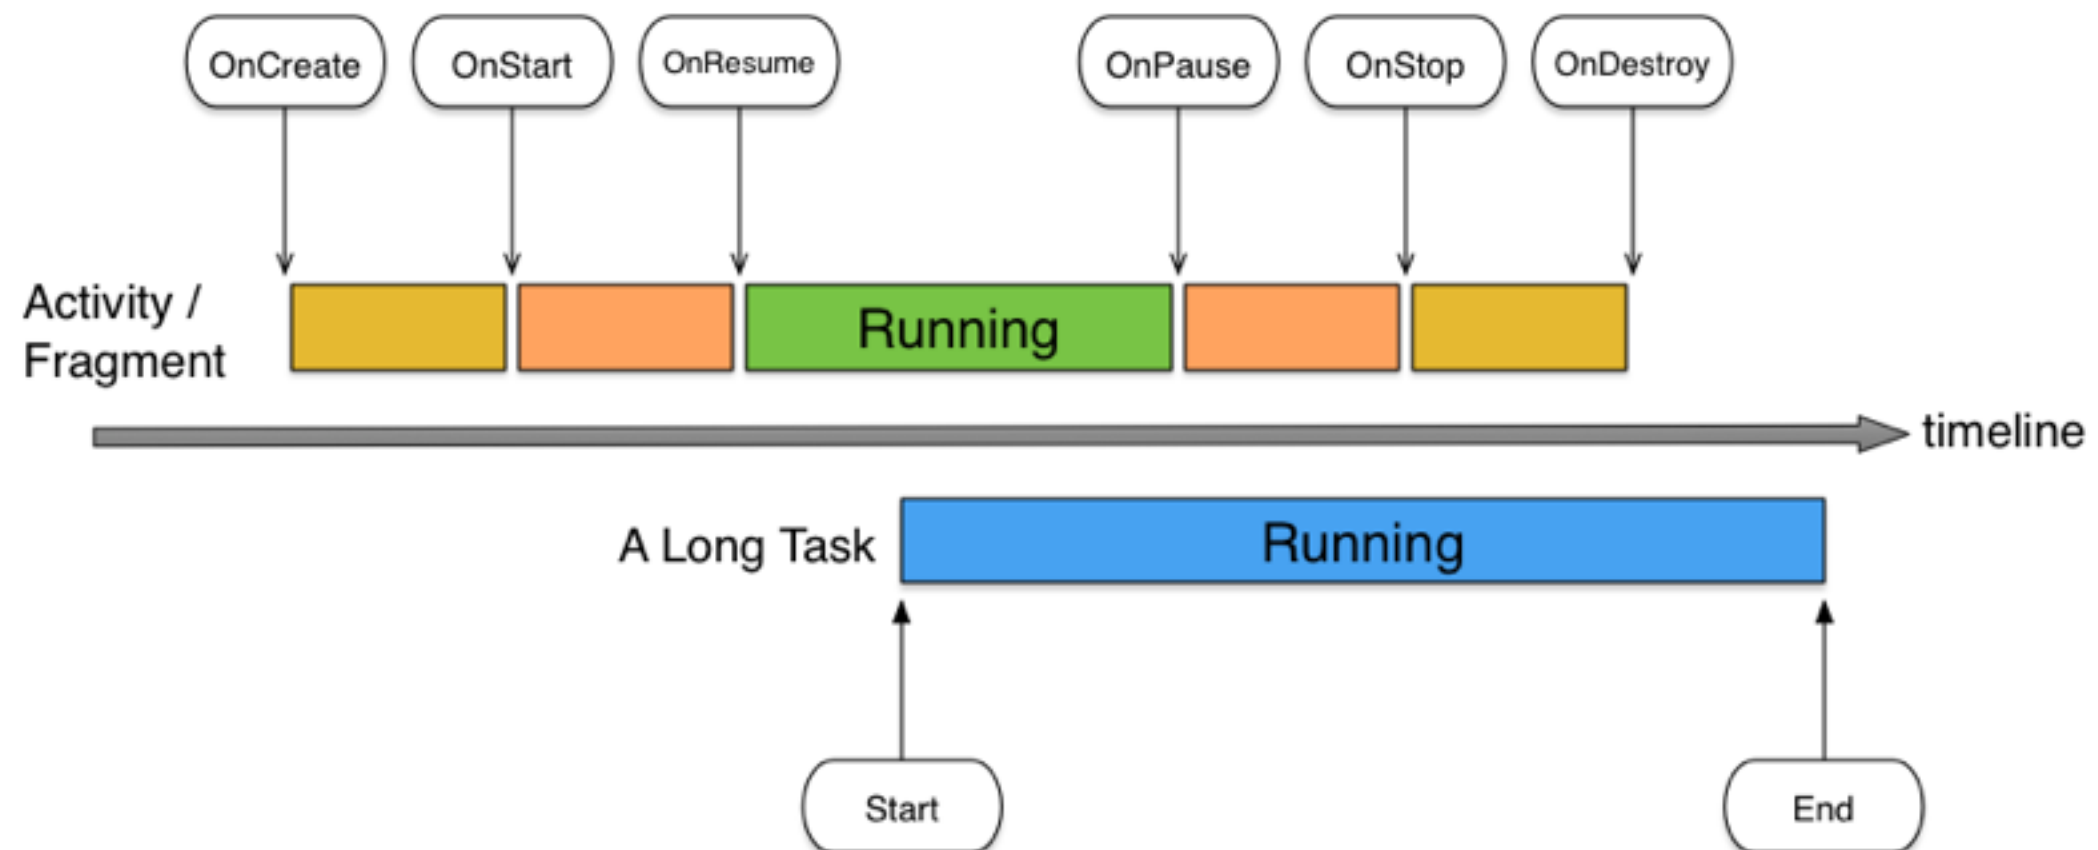 OnCreate
OnStart
OnResume
OnPause
OnStop
OnDestroy
Activity /
Fragment
Running
timeline
A Long Task
Running
Start
End